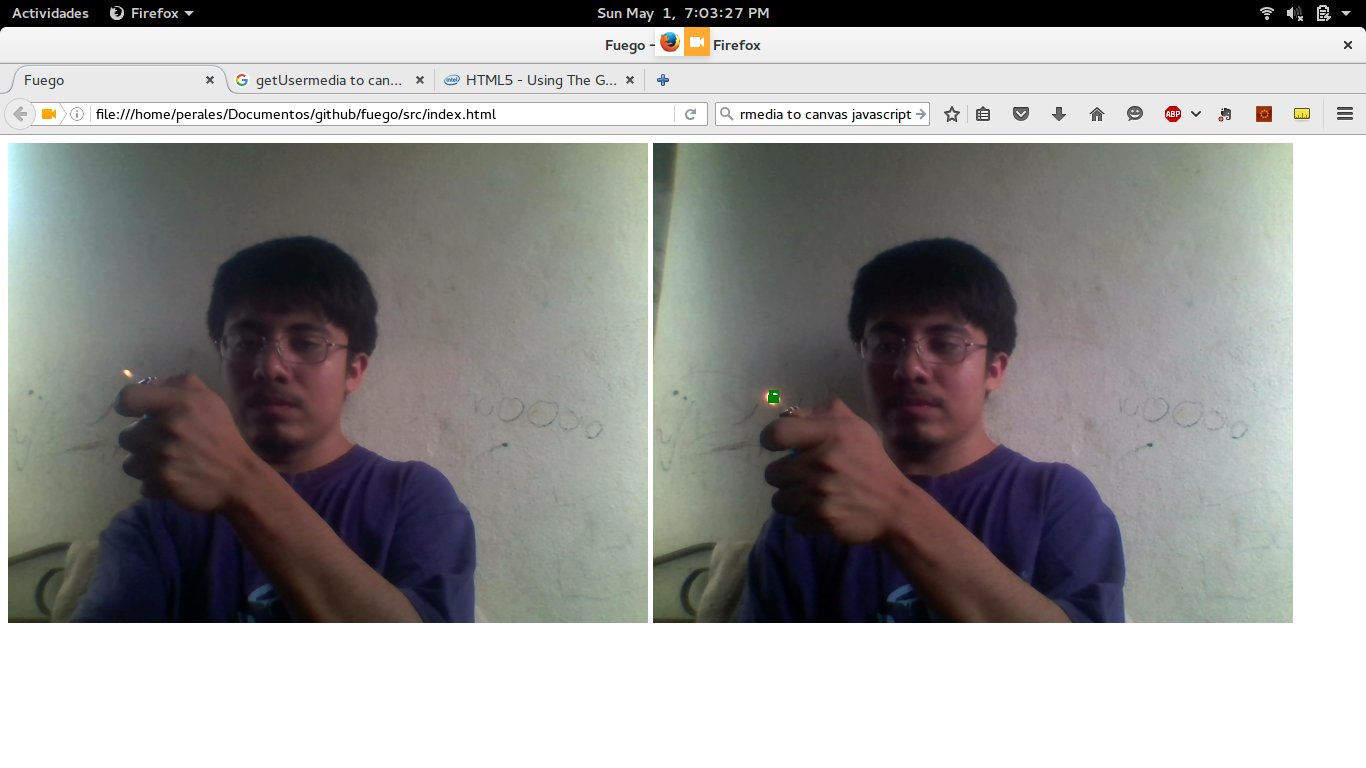 Actividades Firefox Sun May 1, 7:03:27 PM
Fuego - Firefox
Fuego getUsermedia to can... HTML5 - Using The G...
file:///home/perales/Documentos/github/fuego/src/index.html rmedia to canvas javascript ABP